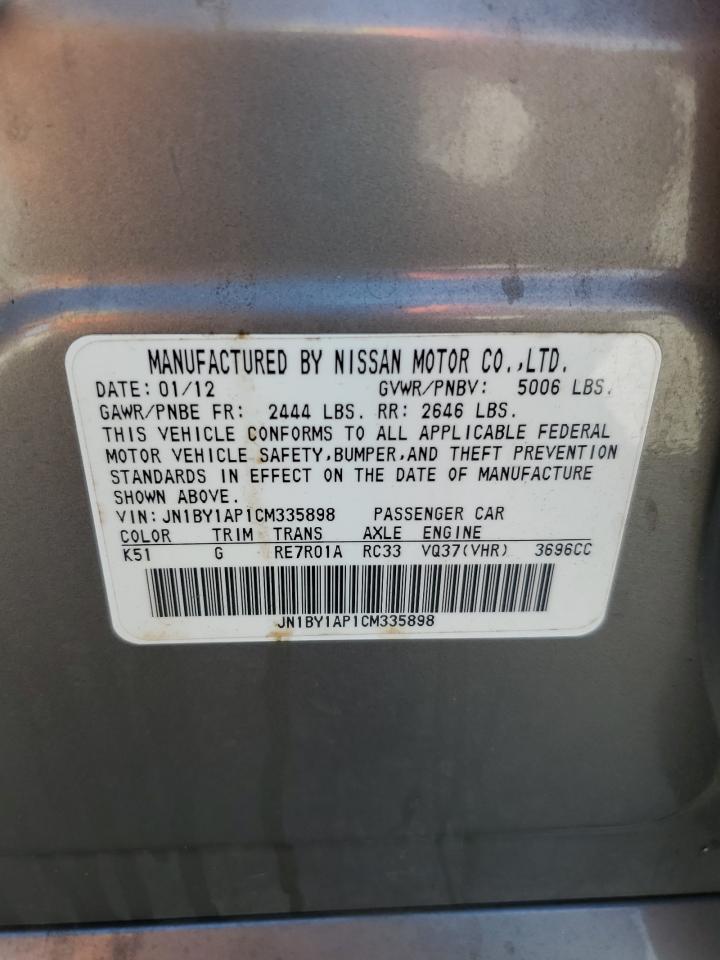 MANUFACTURED BY NISSAN MOTOR CO.,LTD.
DATE: 01/12 GVWR/PNBV: 5006 LBS.
GAWR/PNBE FR: 2444 LBS. RR: 2646 LBS.
THIS VEHICLE CONFORMS TO ALL APPLICABLE FEDERAL
MOTOR VEHICLE SAFETY,BUMPER,AND THEFT PREVENTION
STANDARDS IN EFFECT ON THE DATE OF MANUFACTURE
SHOWN ABOVE.
VIN: JN1BY1AP1CM335898 PASSENGER CAR
COLOR TRIM TRANS AXLE ENGINE
K51 G RE7R01A RC33 VQ37(VHR) 3696CC
JN1BY1AP1CM335898